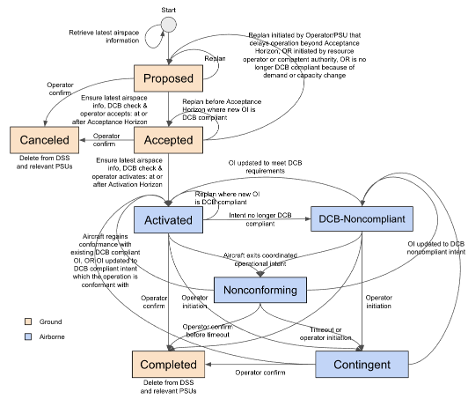 Start
Retrieve latest airspace
information
Replan initiated by Operator/PSU that
delays operation beyond Acceptance
Horizon, OR initiated by resource
operator or competent authority, OR is no
longer DCB compliant because of
demand or capacity change
Replan
Proposed
Operator
confirm
Ensure latest airspace
info, DCB check &
operator accepts: at or
after Acceptance Horizon
Replan before Acceptance
Horizon where new OI is
DCB compliant
Canceled
Operator
confirm
Accepted
Delete from DSS
and relevant PSUs
Ensure latest airspace
info, DCB check &
operator activates: at or
after Activation Horizon
OI updated to meet DCB
requirements
Replan where new OI
is DCB compliant
Activated
Intent no longer DCB
compliant
DCB-Noncompliant
Aircraft regains
conformance with
existing DCB compliant
OI, OR OI updated to
DCB compliant intent
which the operation is
conformant with
OI updated to DCB
noncompliant intent
Aircraft exits coordinated
operational intent
Nonconforming
Operator
confirm
Operator
initiation
Operator
initiation
Ground
Airborne
Operator confirm
before timeout
Timeout or
operator initiation
Completed
Operator confirm
Contingent
Delete from DSS
and relevant PSUs